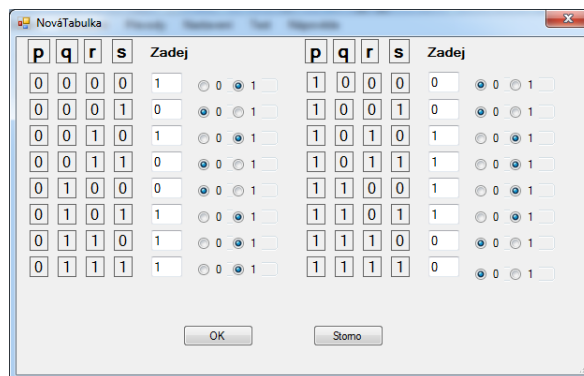 NováTabulka
p q r s Zadej p q r s Zadej
0 0 0 0 1 0 1 1 0 0 0 0 0 1
0 0 0 1 0 0 1 1 0 0 1 0 0 1
0 0 1 0 1 0 1 1 0 1 0 1 0 1
0 0 1 1 0 0 1 1 0 1 1 1 0 1
0 1 0 0 0 0 1 1 1 0 0 1 0 1
0 1 0 1 1 0 1 1 1 0 1 1 0 1
0 1 1 0 1 0 1 1 1 1 0 0 0 1
0 1 1 1 1 0 1 1 1 1 1 0 0 1
OK Storno